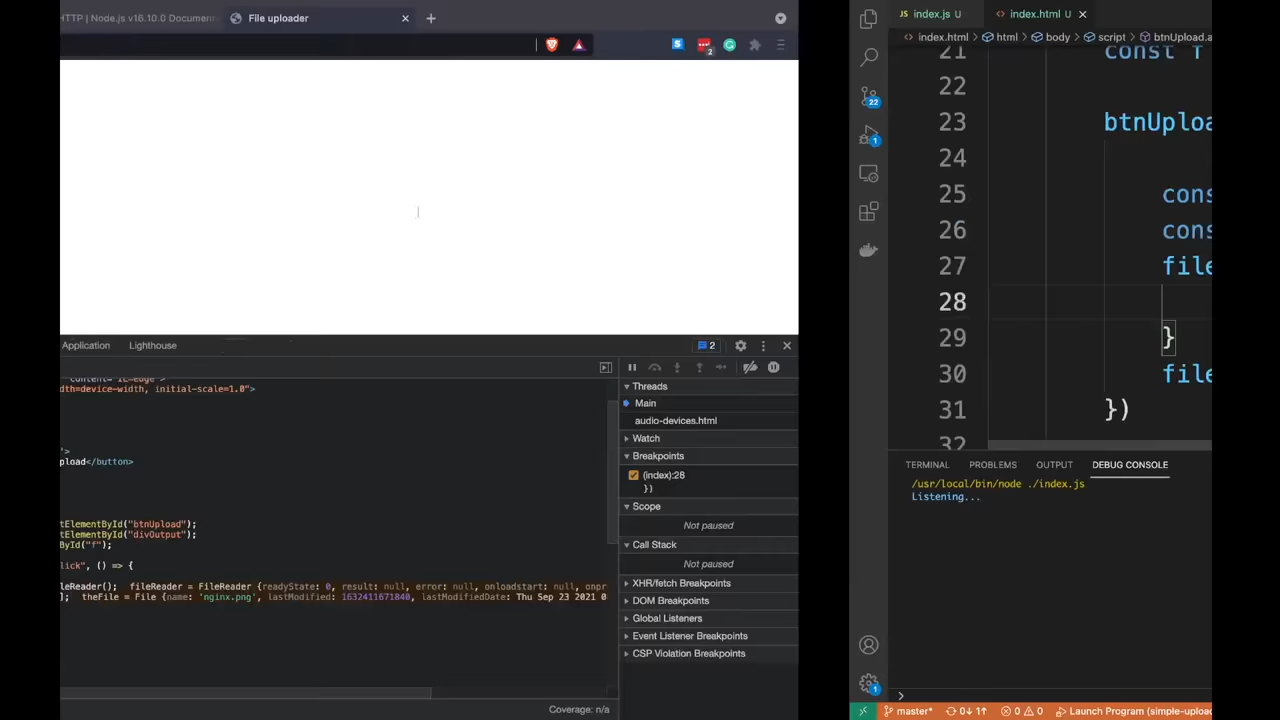 HTTP | Node.js v16.10.0 Documen
File uploader
2
Application
Lighthouse
2
content="IE=edge">
dth=device-width, initial-scale=1.0">
">
pload</button>
tElementById("btnUpload");
tElementById("divOutput");
ById("f");
lick", () => {
leReader(); fileReader = FileReader {readyState: 0, result: null, error: null, onloadstart: null, onpr
]; theFile = File {name: 'nginx.png', lastModified: 1632411671840, lastModifiedDate: Thu Sep 23 2021 0
Coverage: n/a
Threads
Main
audio-devices.html
Watch
Breakpoints
(index):28
})
Scope
Not paused
Call Stack
Not paused
XHR/fetch Breakpoints
DOM Breakpoints
Global Listeners
Event Listener Breakpoints
CSP Violation Breakpoints
JS index.js U
index.html U
index.html > html > body > script > btnUpload.a
22
1
1
21 const f
22
23 btnUploa
24
25 cons
26 cons
27 file
28
29 }
30 file
31 })
32
TERMINAL PROBLEMS OUTPUT DEBUG CONSOLE
/usr/local/bin/node ./index.js
Listening...
>
master* 0↓ 1↑ 0 0 Launch Program (simple-uploa